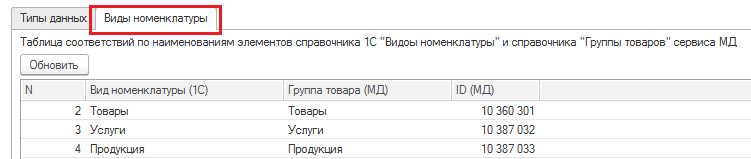 Типы данных Виды номенклатуры
Таблица соответствий по наименованиям элементов справочника 1С "Видоы номенклатуры" и справочника "Группы товаров" сервиса МД
Обновить
N Вид номенклатуры (1С) Группа товара (МД) ID (МД)
2 Товары Товары 10 360 301
3 Услуги Услуги 10 387 032
4 Продукция Продукция 10 387 033